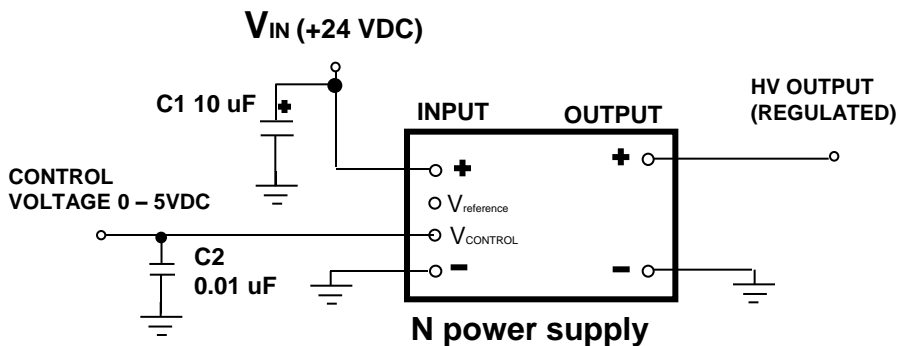 VIN (+24 VDC)
C1 10 uF +
INPUT
OUTPUT
HV OUTPUT
(REGULATED)
+
+
CONTROL
VOLTAGE 0 – 5VDC
Vreference
VCONTROL
C2
0.01 uF
-
-
N power supply